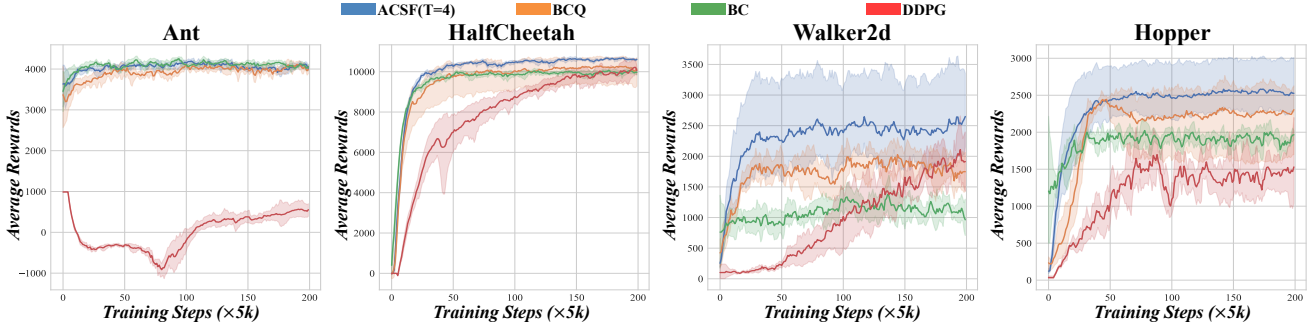 ACSF(T=4) BCQ BC DDPG
Ant
Average Rewards
4000
3000
2000
1000
0
−1000
0 50 100 150 200
Training Steps (×5k)
HalfCheetah
Average Rewards
10000
8000
6000
4000
2000
0
0 50 100 150 200
Training Steps (×5k)
Walker2d
Average Rewards
3500
3000
2500
2000
1500
1000
500
0
0 50 100 150 200
Training Steps (×5k)
Hopper
Average Rewards
3000
2500
2000
1500
1000
500
0
0 50 100 150 200
Training Steps (×5k)